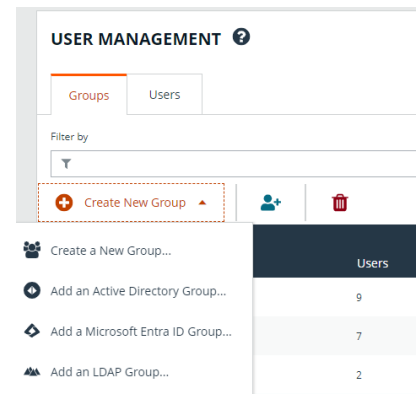 USER MANAGEMENT
Groups Users
Filter by
Create New Group
Create a New Group...
Users
Add an Active Directory Group...
9
Add a Microsoft Entra ID Group...
7
Add an LDAP Group...
2